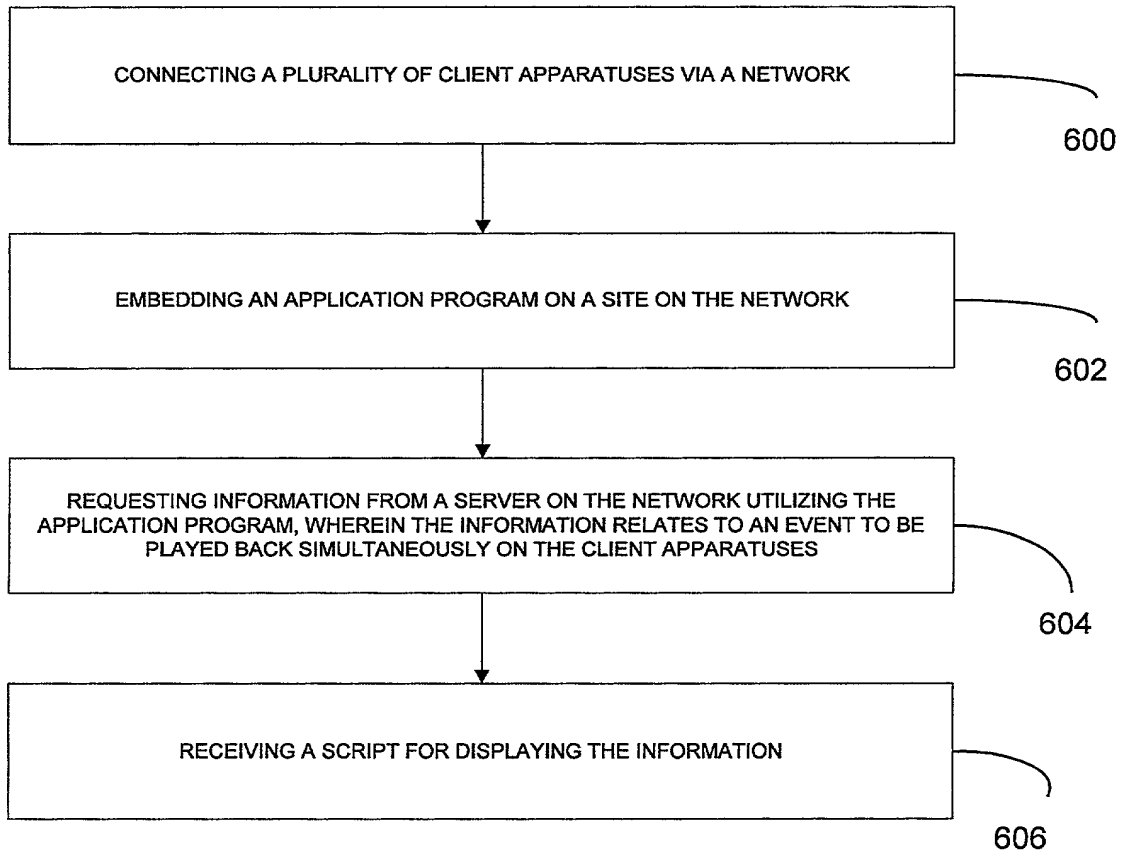 CONNECTING A PLURALITY OF CLIENT APPARATUSES VIA A NETWORK
600
EMBEDDING AN APPLICATION PROGRAM ON A SITE ON THE NETWORK
602
REQUESTING INFORMATION FROM A SERVER ON THE NETWORK UTILIZING THE
APPLICATION PROGRAM, WHEREIN THE INFORMATION RELATES TO AN EVENT TO BE
PLAYED BACK SIMULTANEOUSLY ON THE CLIENT APPARATUSES
604
RECEIVING A SCRIPT FOR DISPLAYING THE INFORMATION
606